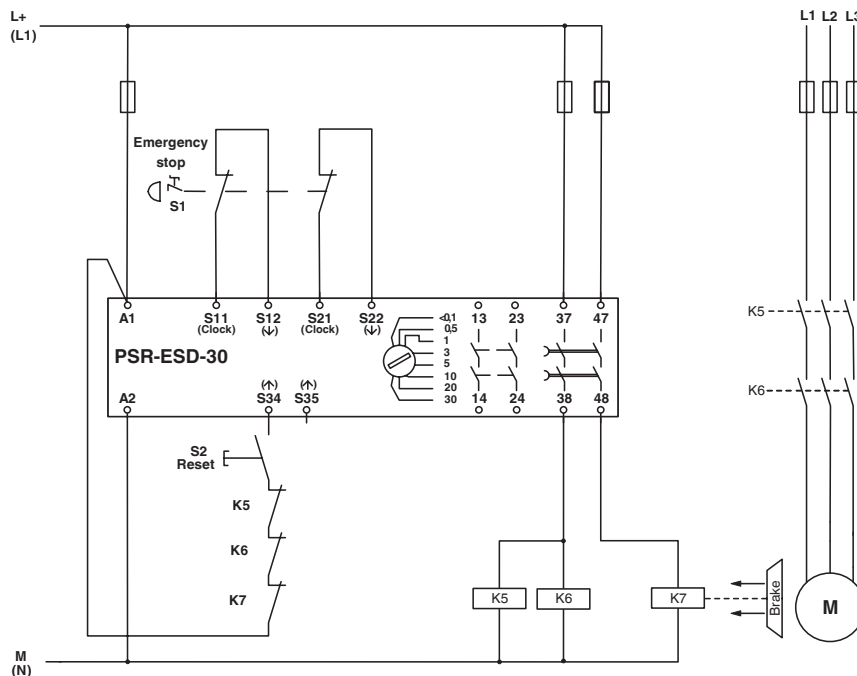 L+
(L1)
L1 L2 L3
Emergency
stop
S1
K5
K6
A1 S11 S12 S21 S22 13 23 37 47
(Clock) (↓) (Clock) (↓)
<0,1
0,5
1
3
5
10
20
30
PSR-ESD-30
(↑) (↑)
A2 S34 S35 14 24 38 48
S2
Reset
K5
K6
K7
K5 K6 K7
Brake
M
M
(N)